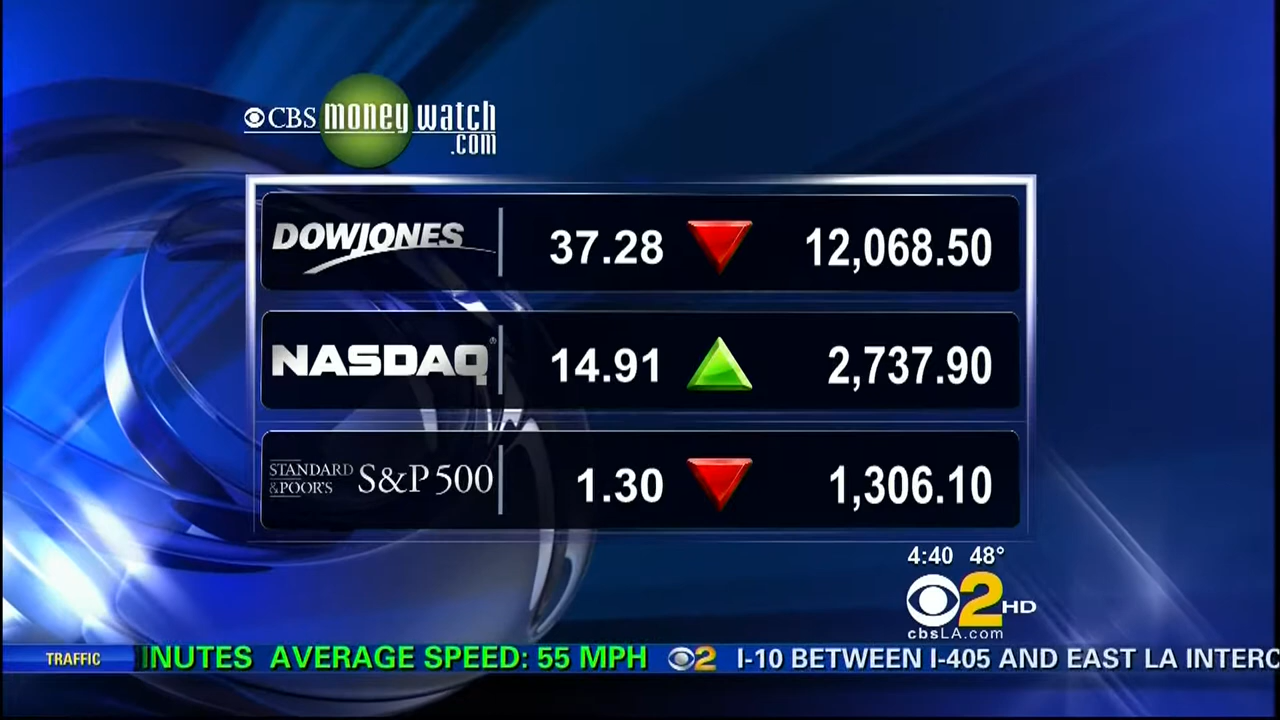 CBS money watch
.com
DOWJONES 37.28 12,068.50
NASDAQ® 14.91 2,737.90
STANDARD
&POOR'S S&P 500 1.30 1,306.10
4:40 48°
2 HD
cbsLA.com
TRAFFIC INUTES AVERAGE SPEED: 55 MPH 2 I-10 BETWEEN I-405 AND EAST LA INTERC